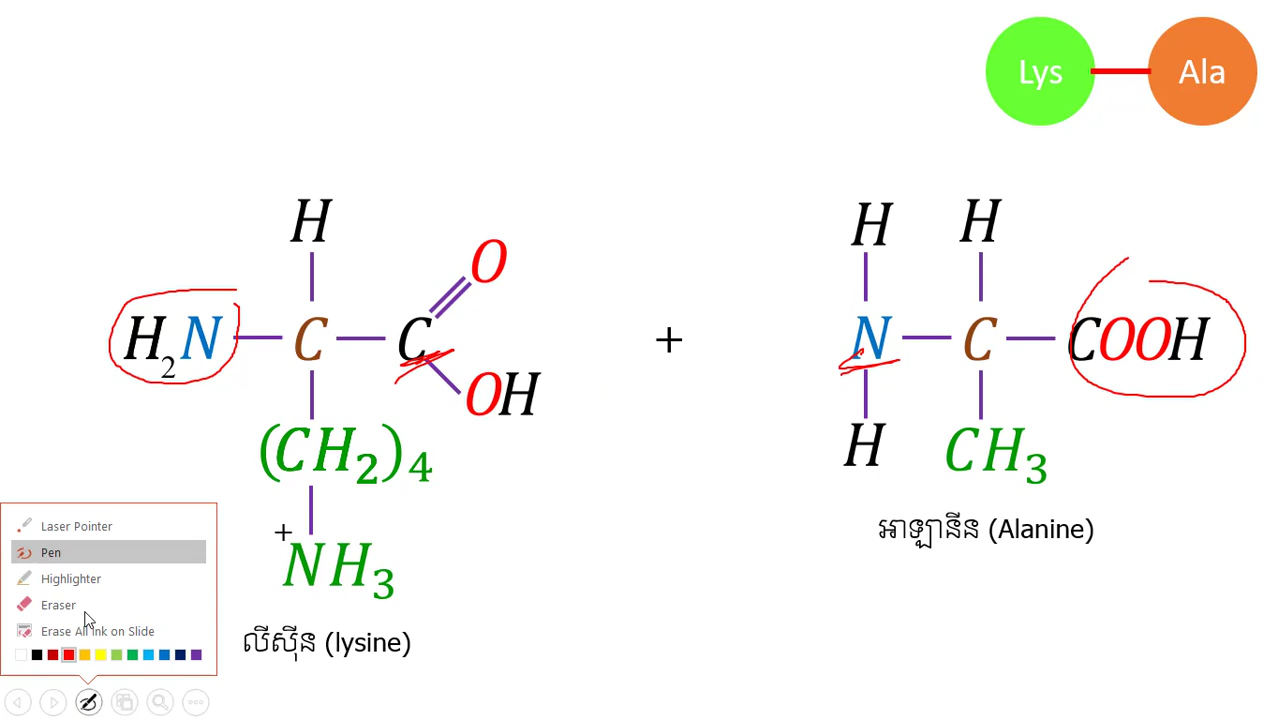 Lys Ala
H H H
O
H₂N C C + N C COOH
OH
(CH₂)₄ H CH₃
+
NH₃
អាឡានីន (Alanine)
លីស៊ីន (lysine)
Laser Pointer
Pen
Highlighter
Eraser
Erase All Ink on Slide